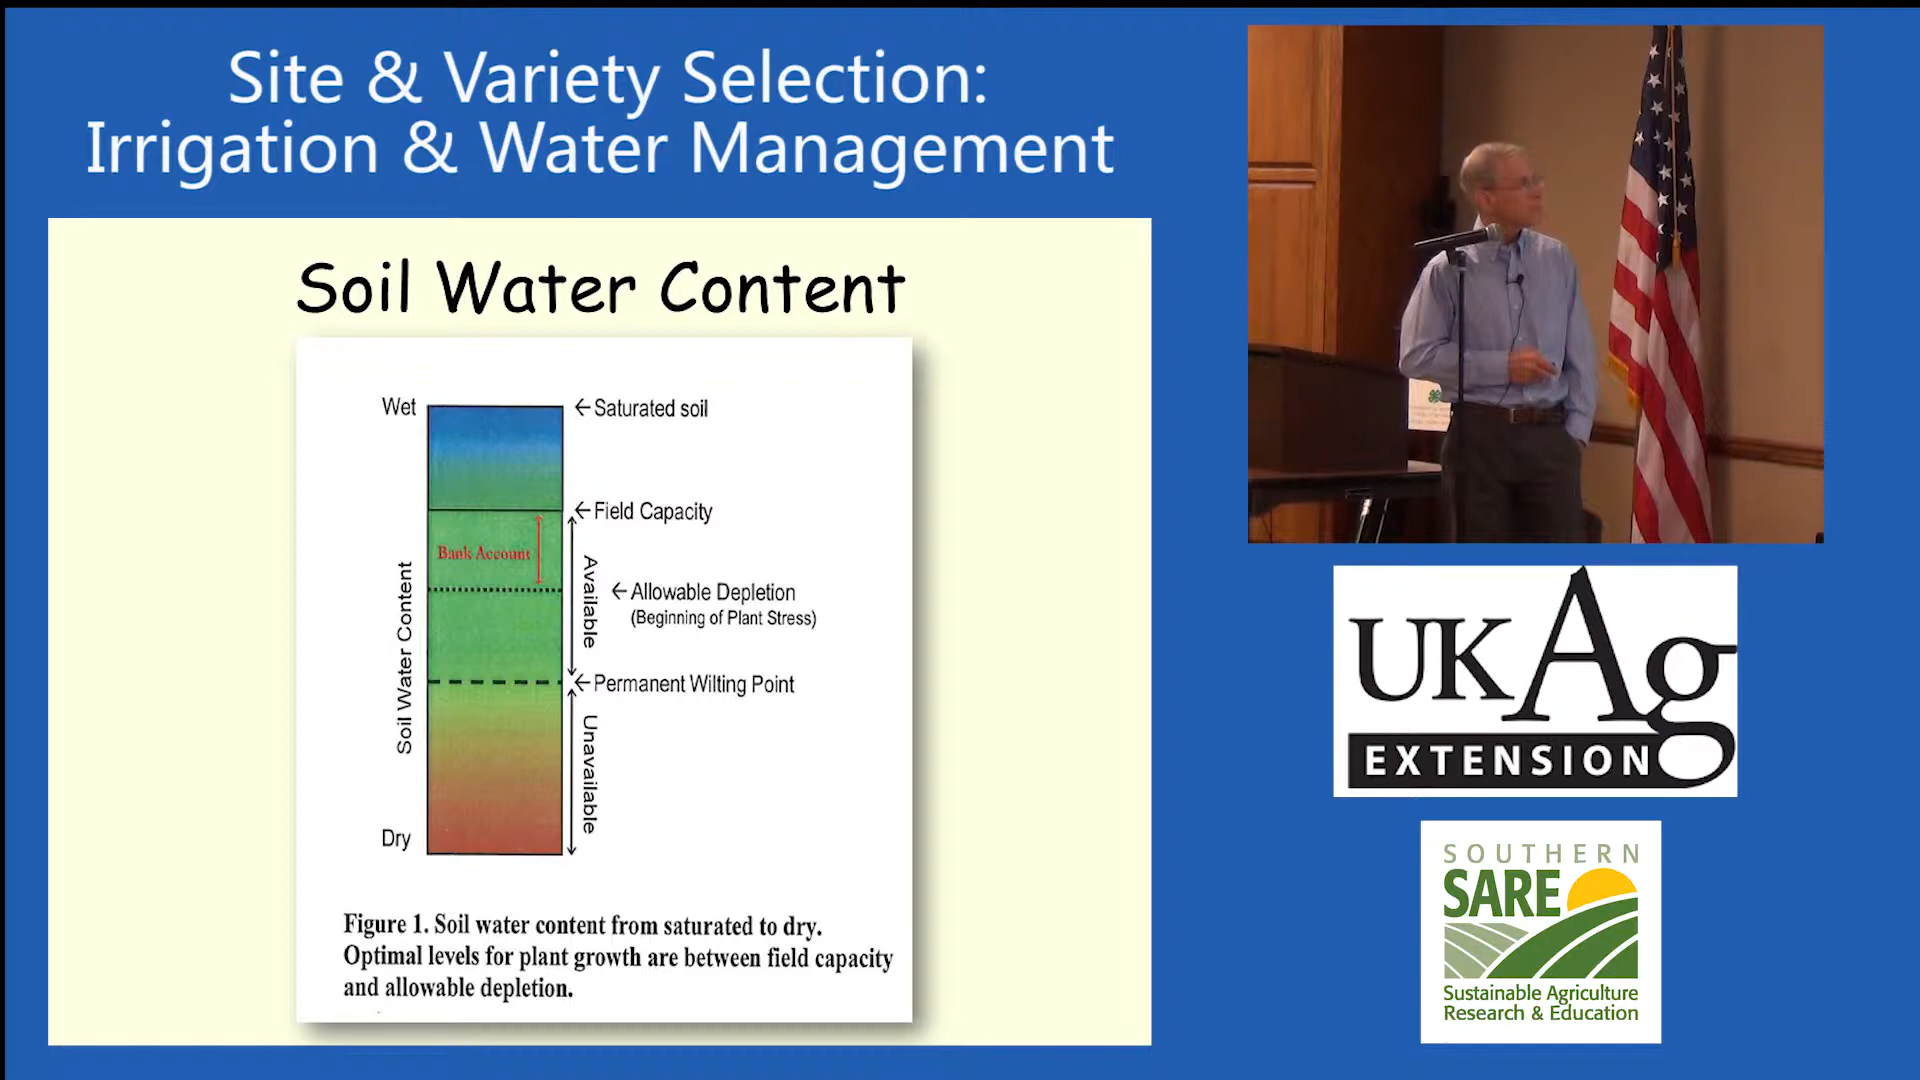 Site & Variety Selection:
Irrigation & Water Management
Soil Water Content
Wet
←Saturated soil
←Field Capacity
Bank Account
Available
←Allowable Depletion
(Beginning of Plant Stress)
Soil Water Content
←Permanent Wilting Point
Unavailable
Dry
Figure 1. Soil water content from saturated to dry.
Optimal levels for plant growth are between field capacity
and allowable depletion.
UKAg
EXTENSION
SOUTHERN
SARE
Sustainable Agriculture
Research & Education